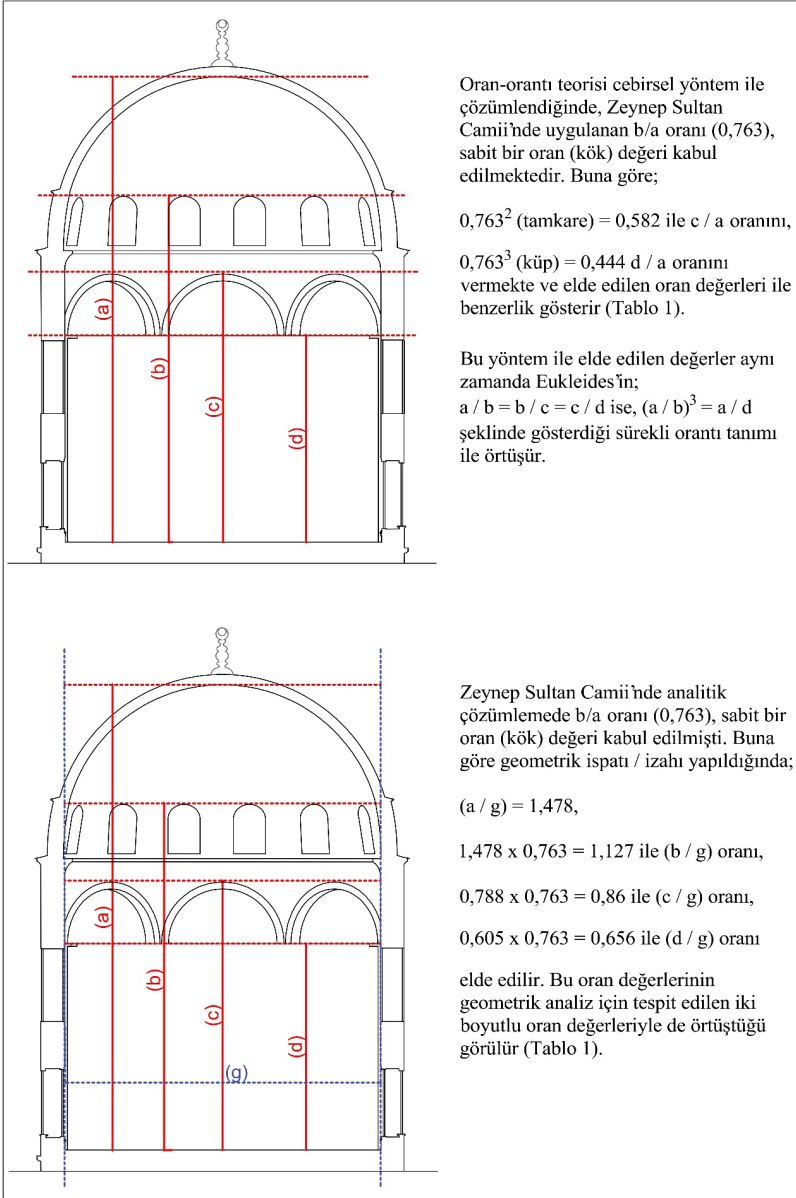 Oran-orantı teorisi cebirsel yöntem ile
çözümlendiğinde, Zeynep Sultan
Camii'nde uygulanan b/a oranı (0,763),
sabit bir oran (kök) değeri kabul
edilmektedir. Buna göre;
0,763² (tamkare) = 0,582 ile c / a oranını,
0,763³ (küp) = 0,444 d / a oranını
vermekte ve elde edilen oran değerleri ile
benzerlik gösterir (Tablo 1).
Bu yöntem ile elde edilen değerler aynı
zamanda Eukleides'in;
a / b = b / c = c / d ise, (a / b)³ = a / d
şeklinde gösterdiği sürekli orantı tanımı
ile örtüşür.
(a)
(b)
(c)
(d)
Zeynep Sultan Camii'nde analitik
çözümlemede b/a oranı (0,763), sabit bir
oran (kök) değeri kabul edilmişti. Buna
göre geometrik ispatı / izahı yapıldığında;
(a / g) = 1,478,
1,478 x 0,763 = 1,127 ile (b / g) oranı,
0,788 x 0,763 = 0,86 ile (c / g) oranı,
0,605 x 0,763 = 0,656 ile (d / g) oranı
elde edilir. Bu oran değerlerinin
geometrik analiz için tespit edilen iki
boyutlu oran değerleriyle de örtüştüğü
görülür (Tablo 1).
(a)
(b)
(c)
(d)
(g)